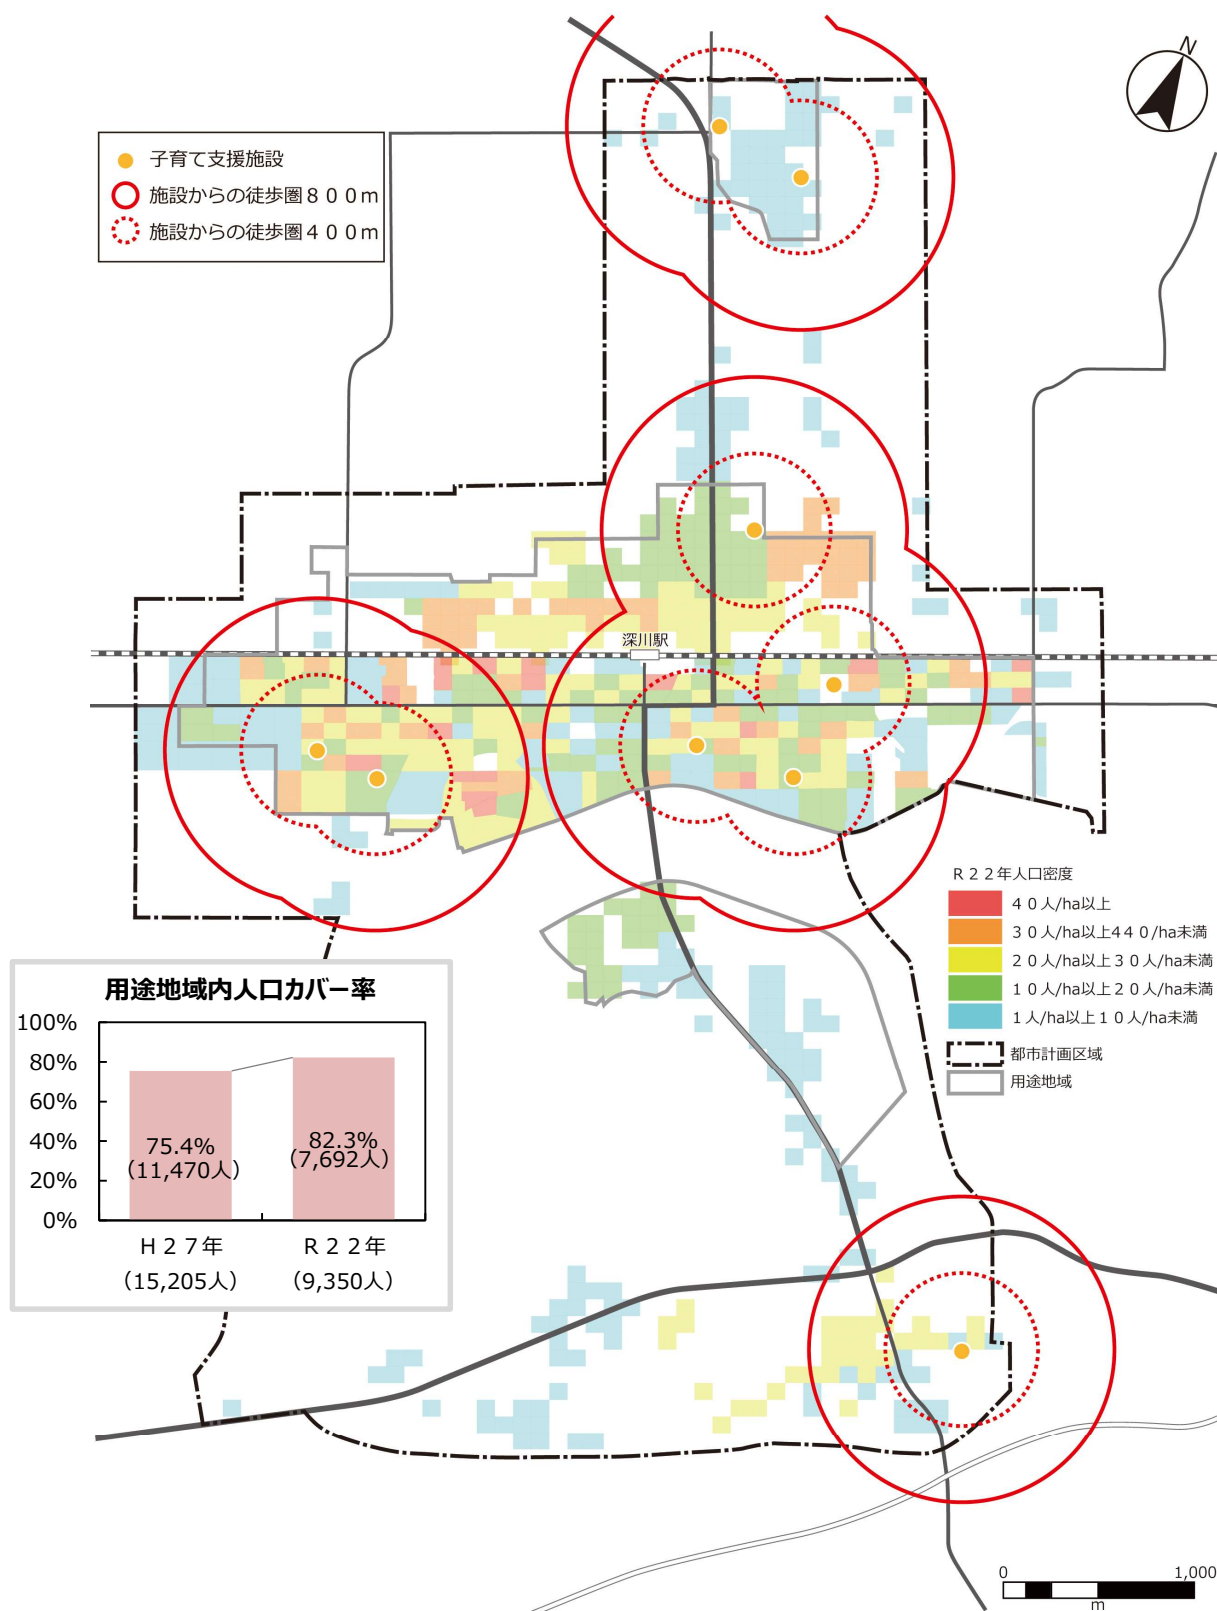 N
子育て支援施設
施設からの徒歩圏８００m
施設からの徒歩圏４００m
深川駅
Ｒ２２年人口密度
４０人/ha以上
３０人/ha以上４４０/ha未満
２０人/ha以上３０人/ha未満
１０人/ha以上２０人/ha未満
１人/ha以上１０人/ha未満
都市計画区域
用途地域
用途地域内人口カバー率
100%
80%
60%
40%
20%
0%
75.4%
（11,470人）
82.3%
（7,692人）
Ｈ２７年
Ｒ２２年
（15,205人）
（9,350人）
0
1,000
m